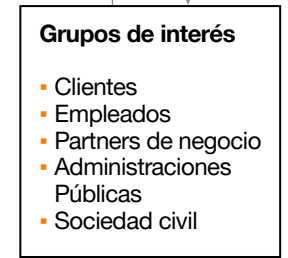 Grupos de interés
▪ Clientes
▪ Empleados
▪ Partners de negocio
▪ Administraciones
Públicas
▪ Sociedad civil